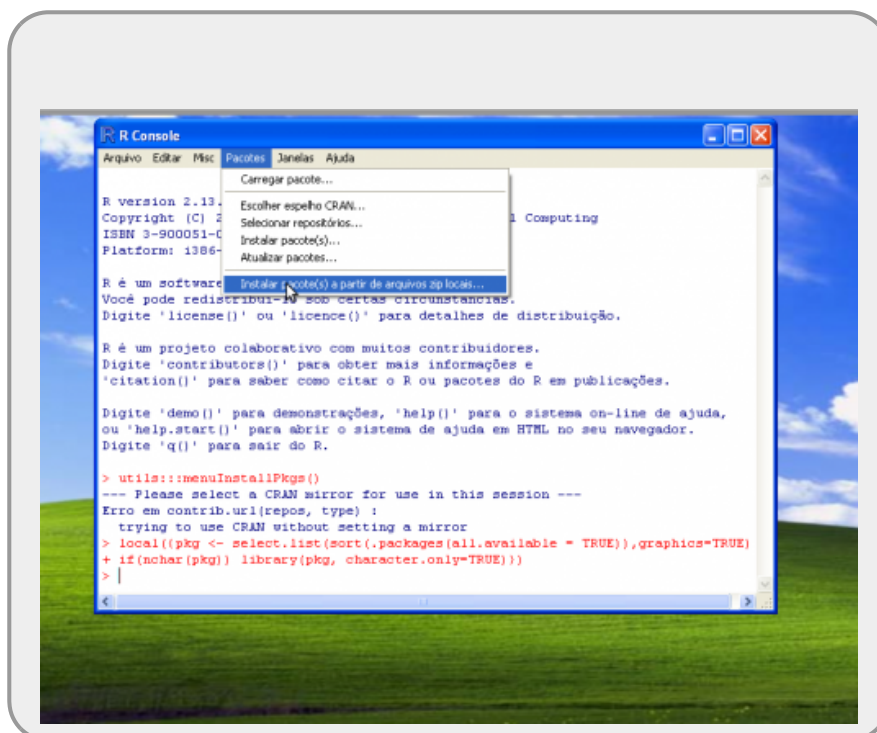 R Console
Arquivo Editar Misc Pacotes Janelas Ajuda
Carregar pacote...
Escolher espelho CRAN...
Selecionar repositórios...
Instalar pacote(s)...
Atualizar pacotes...
Instalar pacote(s) a partir de arquivos zip locais...
R version 2.13.
Copyright (C) 2 l Computing
ISBN 3-900051-0
Platform: i386-
R é um software
Você pode redistribuí-lo sob certas circunstâncias.
Digite 'license()' ou 'licence()' para detalhes de distribuição.
R é um projeto colaborativo com muitos contribuidores.
Digite 'contributors()' para obter mais informações e
'citation()' para saber como citar o R ou pacotes do R em publicações.
Digite 'demo()' para demonstrações, 'help()' para o sistema on-line de ajuda,
ou 'help.start()' para abrir o sistema de ajuda em HTML no seu navegador.
Digite 'q()' para sair do R.
> utils:::menuInstallPkgs()
--- Please select a CRAN mirror for use in this session ---
Erro em contrib.url(repos, type) :
trying to use CRAN without setting a mirror
> local({pkg <- select.list(sort(.packages(all.available = TRUE)),graphics=TRUE)
+ if(nchar(pkg)) library(pkg, character.only=TRUE)})
>